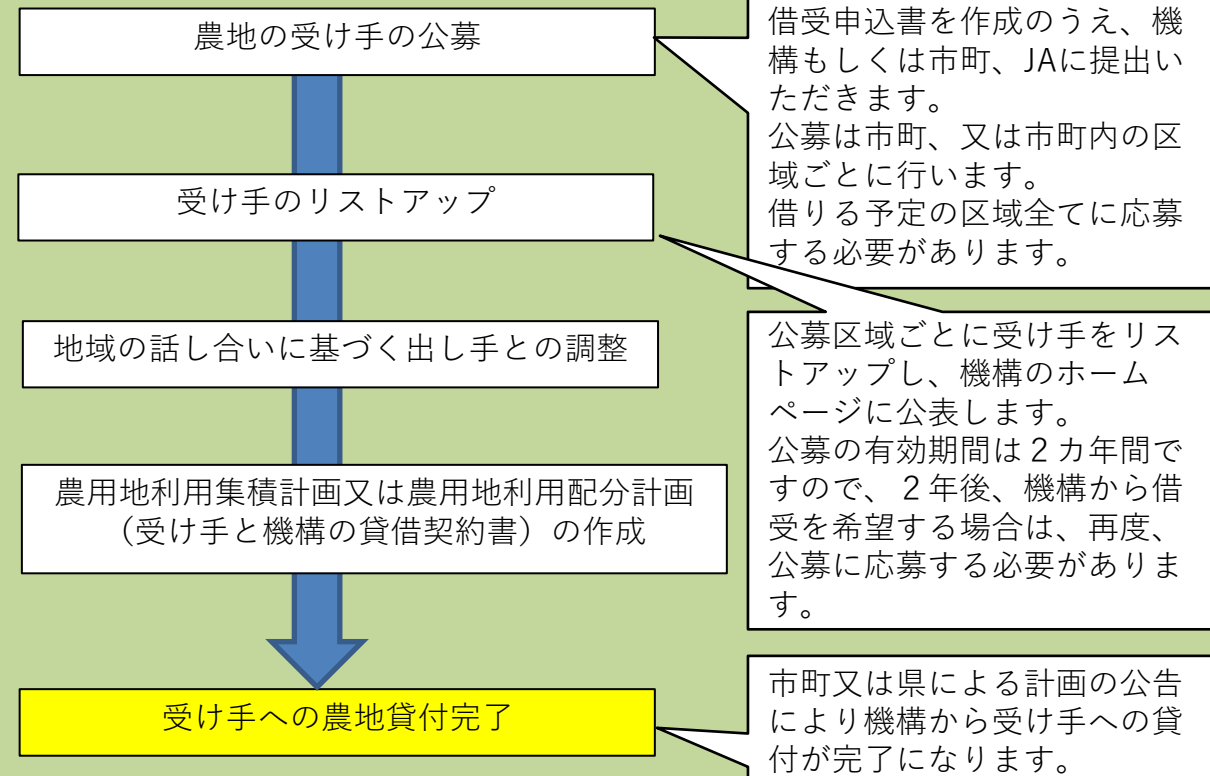 農地の受け手の公募
借受申込書を作成のうえ、機
構もしくは市町、JAに提出い
ただきます。
公募は市町、又は市町内の区
域ごとに行います。
借りる予定の区域全てに応募
する必要があります。
受け手のリストアップ
公募区域ごとに受け手をリス
トアップし、機構のホーム
ページに公表します。
公募の有効期間は２カ年間で
すので、２年後、機構から借
受を希望する場合は、再度、
公募に応募する必要がありま
す。
地域の話し合いに基づく出し手との調整
農用地利用集積計画又は農用地利用配分計画
（受け手と機構の貸借契約書）の作成
受け手への農地貸付完了
市町又は県による計画の公告
により機構から受け手への貸
付が完了になります。